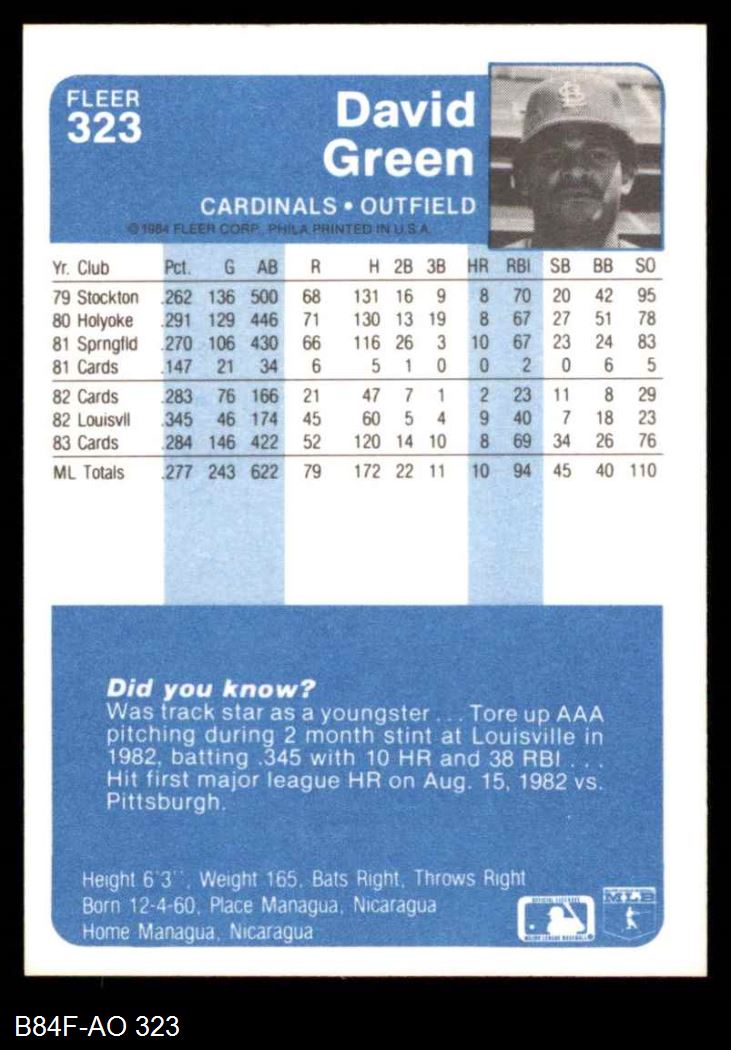 FLEER
323
David
Green
CARDINALS • OUTFIELD
©1984 FLEER CORP. PHILA. PRINTED IN U.S.A.
Yr. Club Pct. G AB R H 2B 3B HR RBI SB BB SO
79 Stockton .262 136 500 68 131 16 9 8 70 20 42 95
80 Holyoke .291 129 446 71 130 13 19 8 67 27 51 78
81 Sprngfld .270 106 430 66 116 26 3 10 67 23 24 83
81 Cards .147 21 34 6 5 1 0 0 2 0 6 5
82 Cards .283 76 166 21 47 7 1 2 23 11 8 29
82 Louisvll .345 46 174 45 60 5 4 9 40 7 18 23
83 Cards .284 146 422 52 120 14 10 8 69 34 26 76
ML Totals .277 243 622 79 172 22 11 10 94 45 40 110
Did you know?
Was track star as a youngster . . . Tore up AAA
pitching during 2 month stint at Louisville in
1982, batting .345 with 10 HR and 38 RBI . . .
Hit first major league HR on Aug. 15, 1982 vs.
Pittsburgh.
Height 6'3'', Weight 165, Bats Right, Throws Right
Born 12-4-60, Place Managua, Nicaragua
Home Managua, Nicaragua
OFFICIAL LICENSEE
MAJOR LEAGUE BASEBALL
MLB
B84F-AO 323